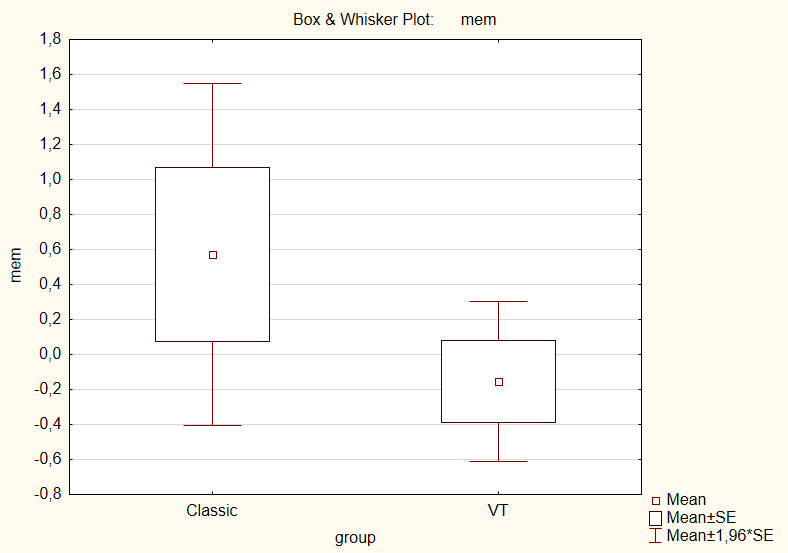 Box & Whisker Plot: mem
1,8
1,6
1,4
1,2
1,0
0,8
0,6
0,4
0,2
0,0
-0,2
-0,4
-0,6
-0,8
mem
Classic
VT
group
Mean
Mean±SE
Mean±1,96*SE